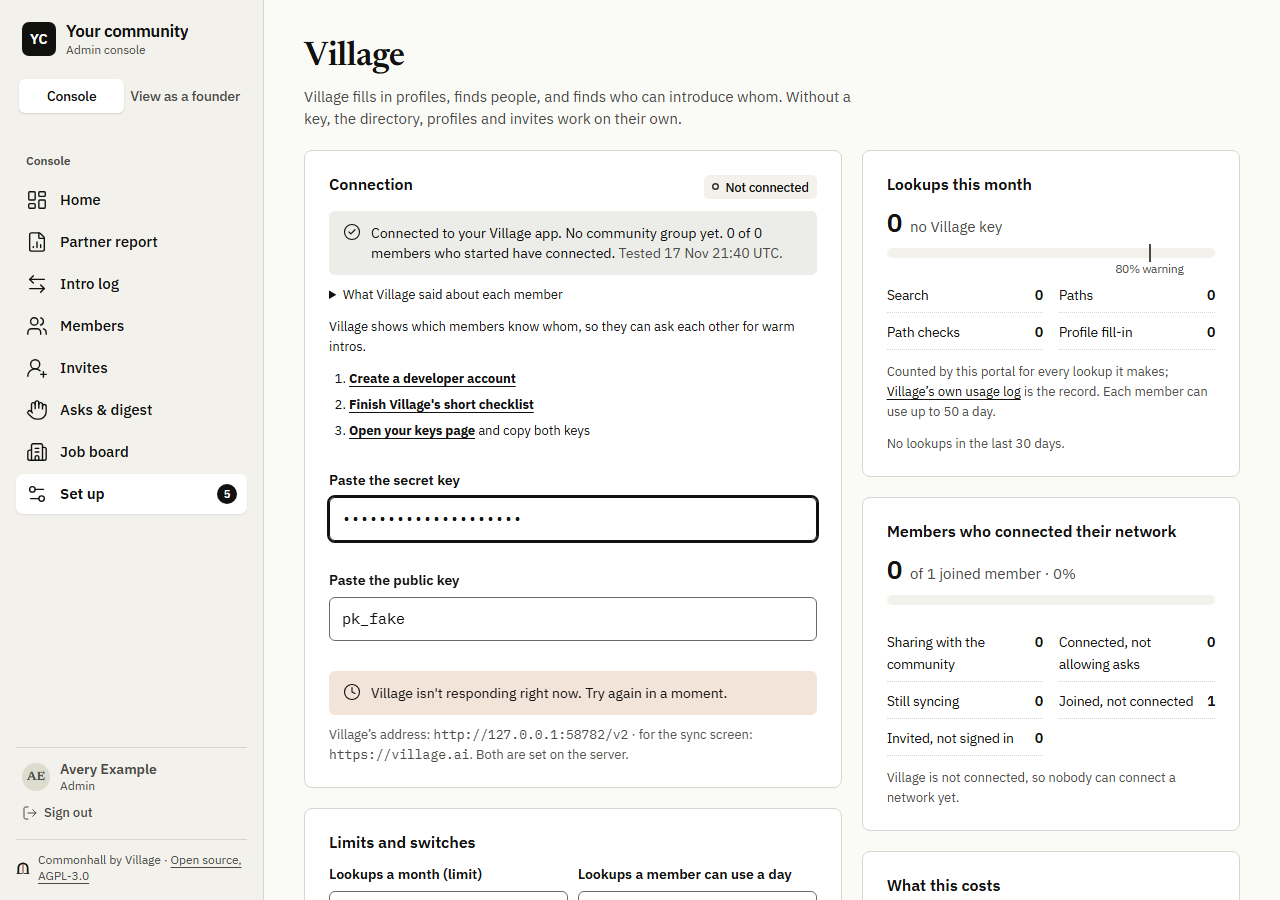 YC
Your community
Admin console
Console
View as a founder
Console
Home
Partner report
Intro log
Members
Invites
Asks & digest
Job board
Set up
5
AE
Avery Example
Admin
Sign out
Commonhall by Village · Open source,
AGPL-3.0
Village
Village fills in profiles, finds people, and finds who can introduce whom. Without a
key, the directory, profiles and invites work on their own.
Connection
Not connected
Connected to your Village app. No community group yet. 0 of 0
members who started have connected. Tested 17 Nov 21:40 UTC.
What Village said about each member
Village shows which members know whom, so they can ask each other for warm
intros.
1. Create a developer account
2. Finish Village's short checklist
3. Open your keys page and copy both keys
Paste the secret key
••••••••••••••••••••
Paste the public key
pk_fake
Village isn't responding right now. Try again in a moment.
Village’s address: http://127.0.0.1:58782/v2 · for the sync screen:
https://village.ai. Both are set on the server.
Limits and switches
Lookups a month (limit)
Lookups a member can use a day
Lookups this month
0 no Village key
80% warning
Search 0
Paths 0
Path checks 0
Profile fill-in 0
Counted by this portal for every lookup it makes;
Village’s own usage log is the record. Each member can
use up to 50 a day.
No lookups in the last 30 days.
Members who connected their network
0 of 1 joined member · 0%
Sharing with the 0
community
Connected, not 0
allowing asks
Still syncing 0
Joined, not connected 1
Invited, not signed in 0
Village is not connected, so nobody can connect a
network yet.
What this costs